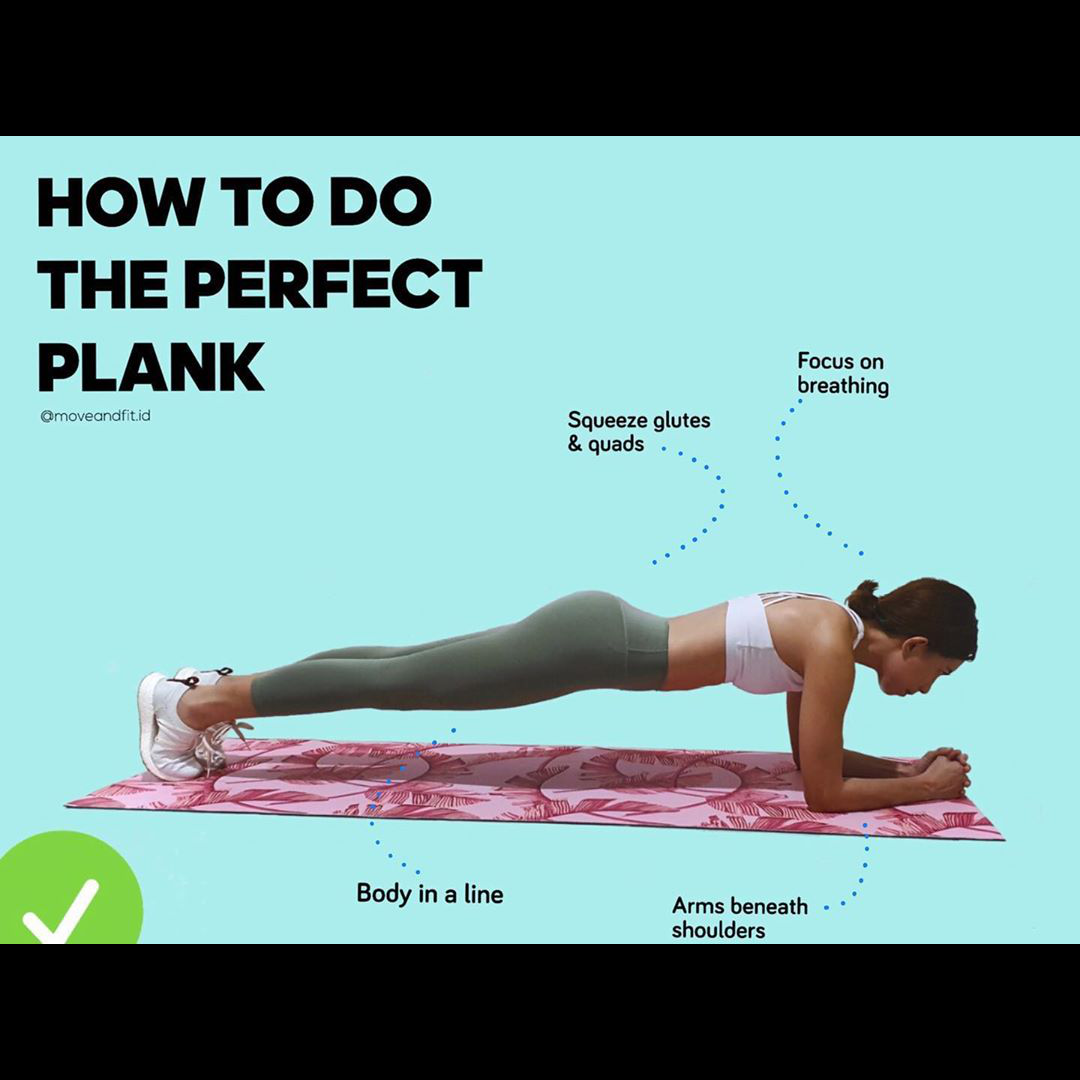 HOW TO DO
THE PERFECT
PLANK
@moveandfit.id
Focus on
breathing
Squeeze glutes
& quads
Body in a line
Arms beneath
shoulders